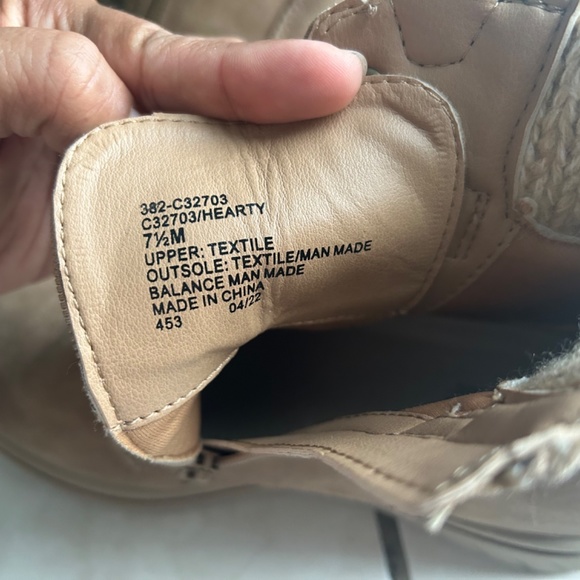 382-C32703
C32703/HEARTY
7½M
UPPER: TEXTILE
OUTSOLE: TEXTILE/MAN MADE
BALANCE MAN MADE
MADE IN CHINA
453 04/22